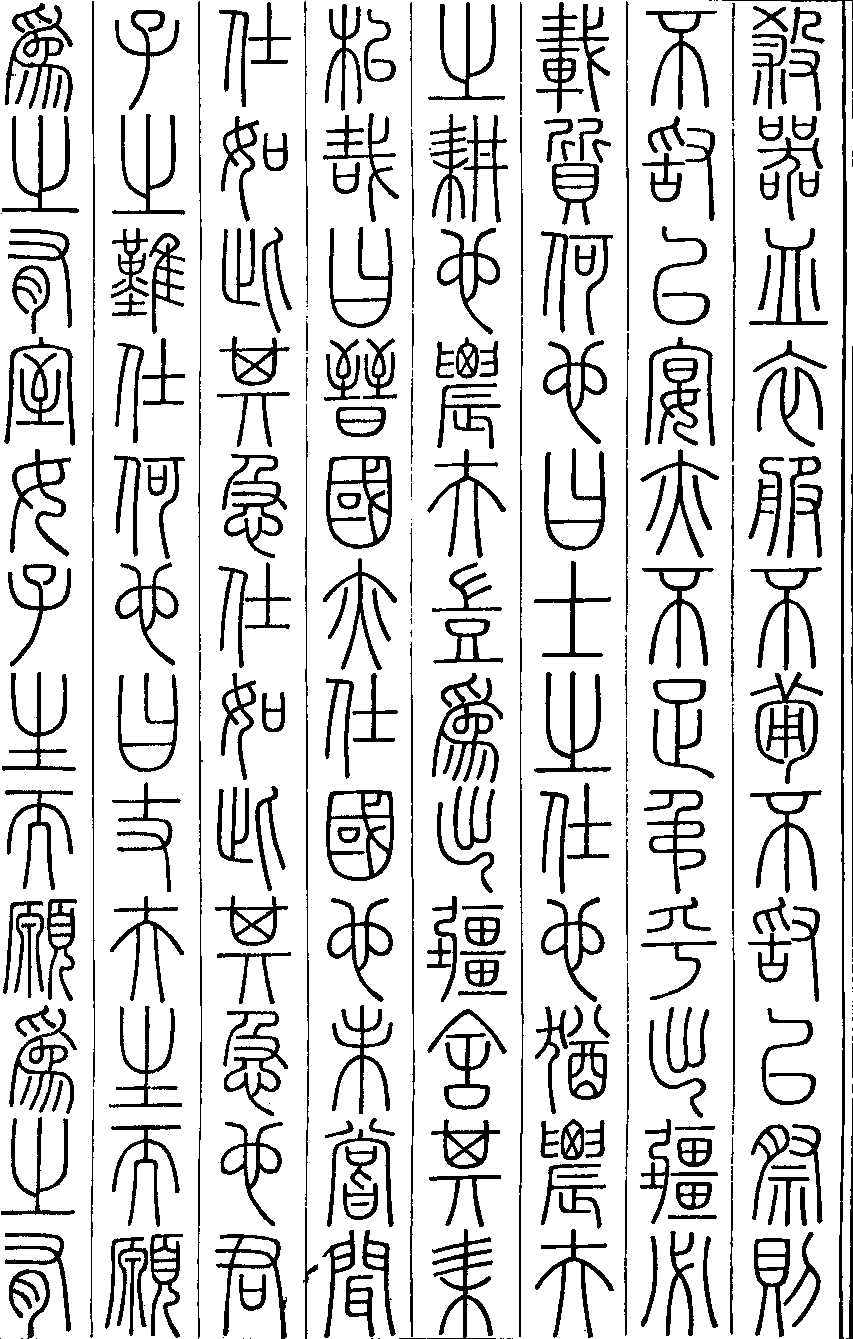 殺器皿衣服不備不敢以祭則
不敢以宴亦不足弔乎出疆必
載質何也曰士之仕也猶農夫
之耕也農夫豈為出疆舍其耒
耜哉曰晉國亦仕國也未嘗聞
仕如此其急仕如此其急也君
子之難仕何也曰丈夫生而願
為之有室女子生而願為之有